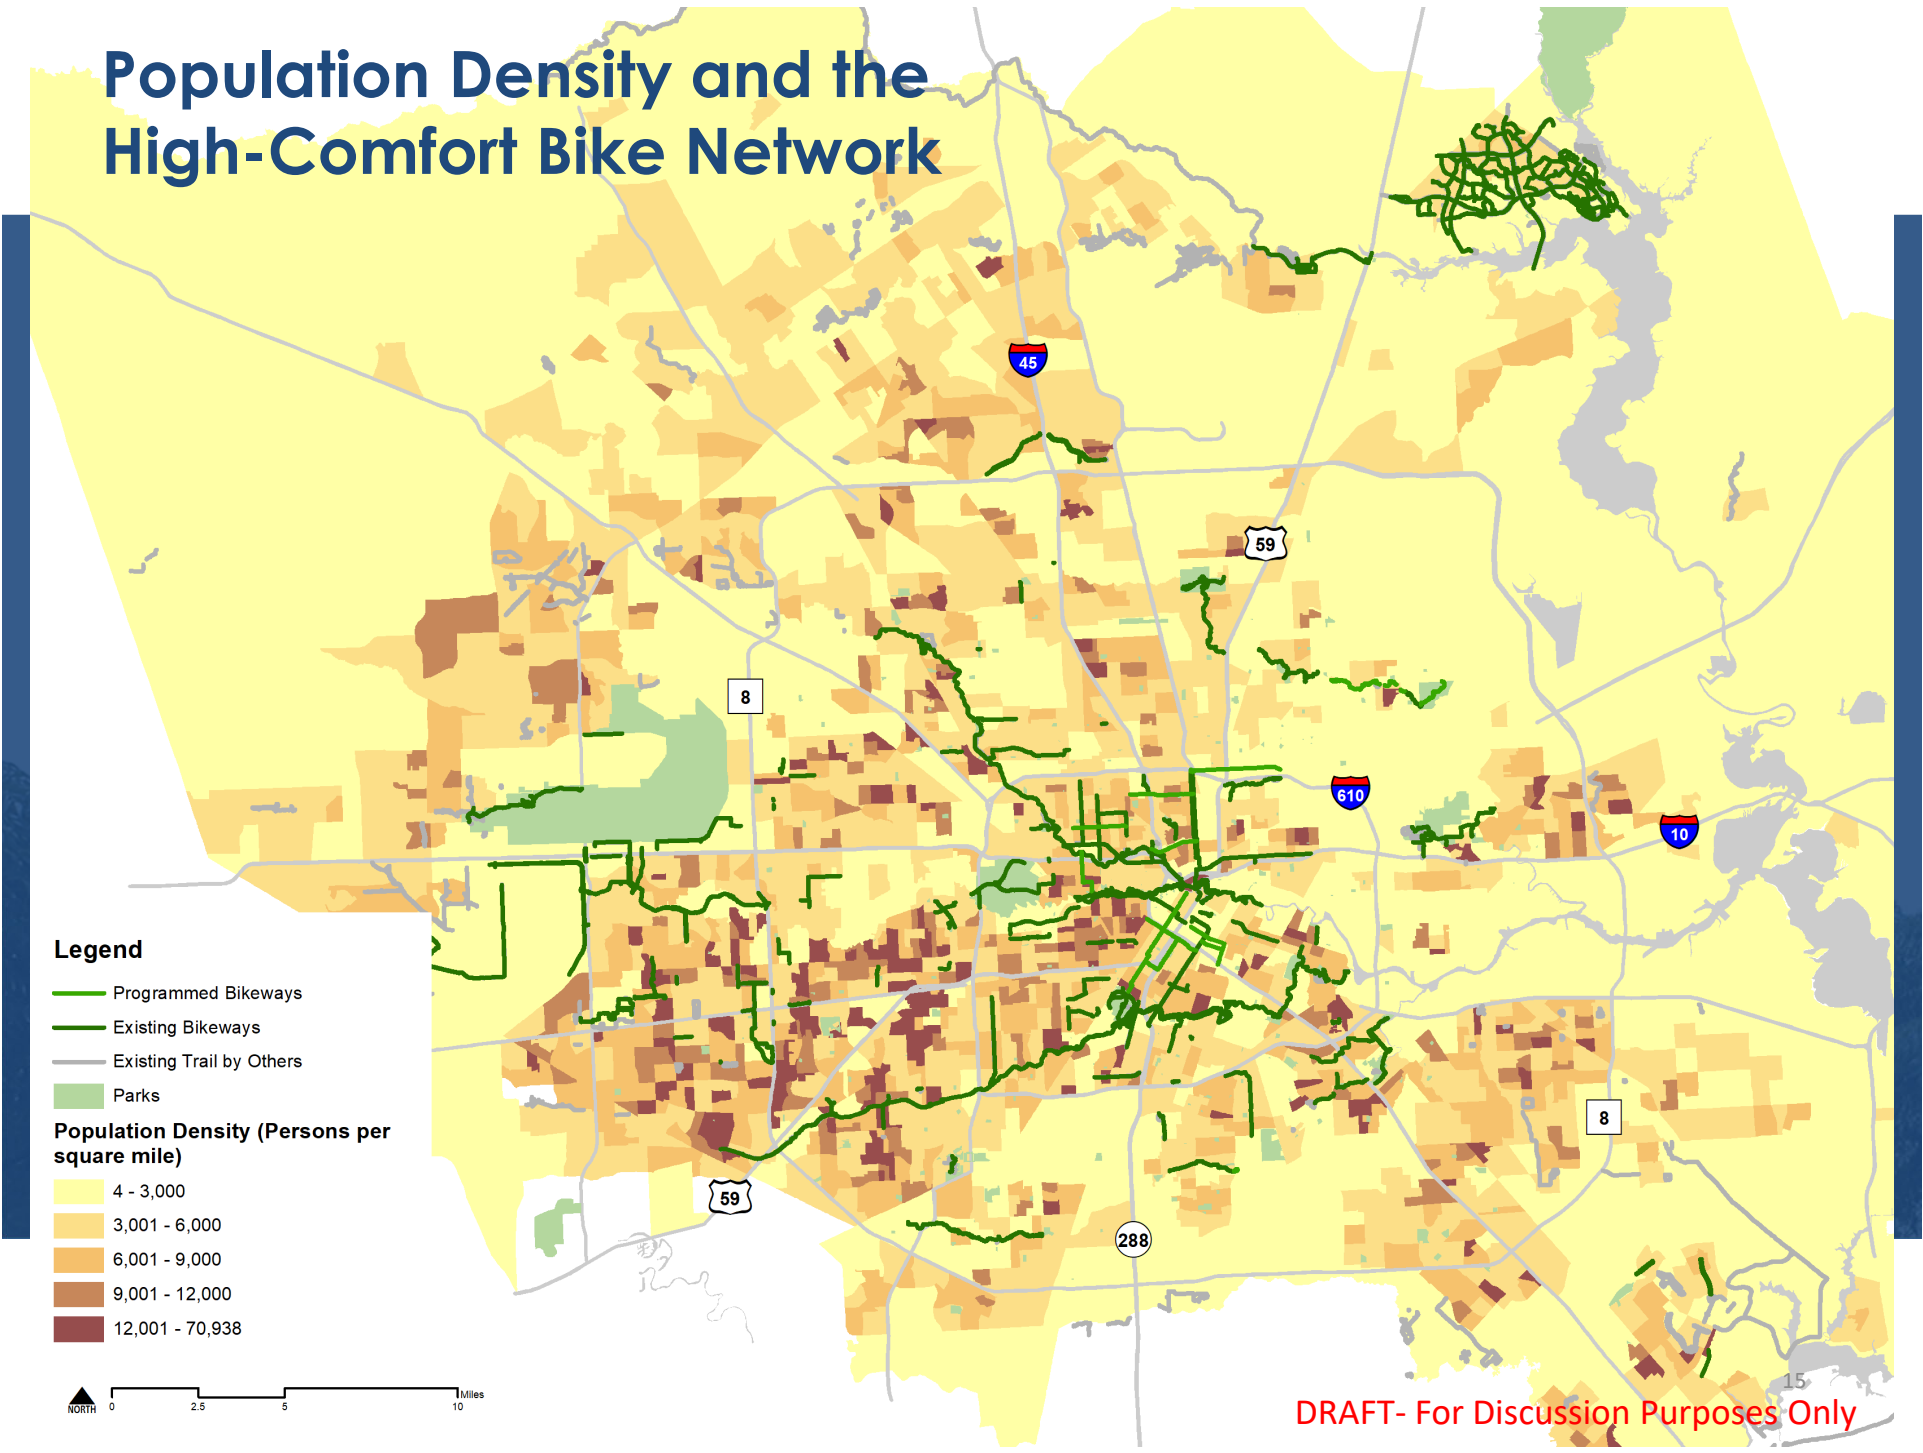 Population Density and the
High-Comfort Bike Network
45
59
8
610
10
8
59
288
Legend
Programmed Bikeways
Existing Bikeways
Existing Trail by Others
Parks
Population Density (Persons per
square mile)
4 - 3,000
3,001 - 6,000
6,001 - 9,000
9,001 - 12,000
12,001 - 70,938
NORTH
0 2.5 5 10 Miles
15
DRAFT- For Discussion Purposes Only